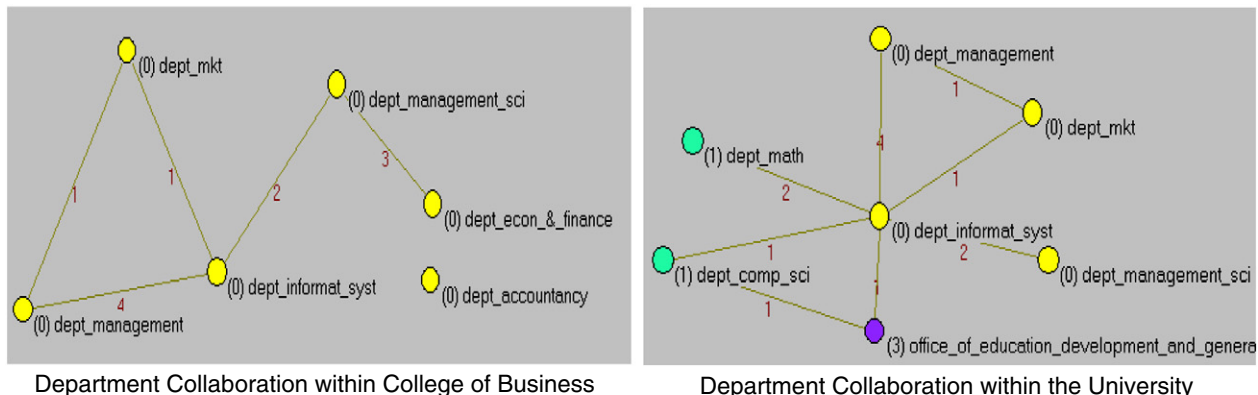 (0) dept_mkt
(0) dept_management_sci
1
1
2
3
(0) dept_econ_&_finance
(0) dept_informat_syst
(0) dept_accountancy
4
(0) dept_management
Department Collaboration within College of Business
(0) dept_management
1
(0) dept_mkt
4
(1) dept_math
2
1
(0) dept_informat_syst
1
2
(1) dept_comp_sci
(0) dept_management_sci
1
1
(3) office_of_education_development_and_genera
Department Collaboration within the University